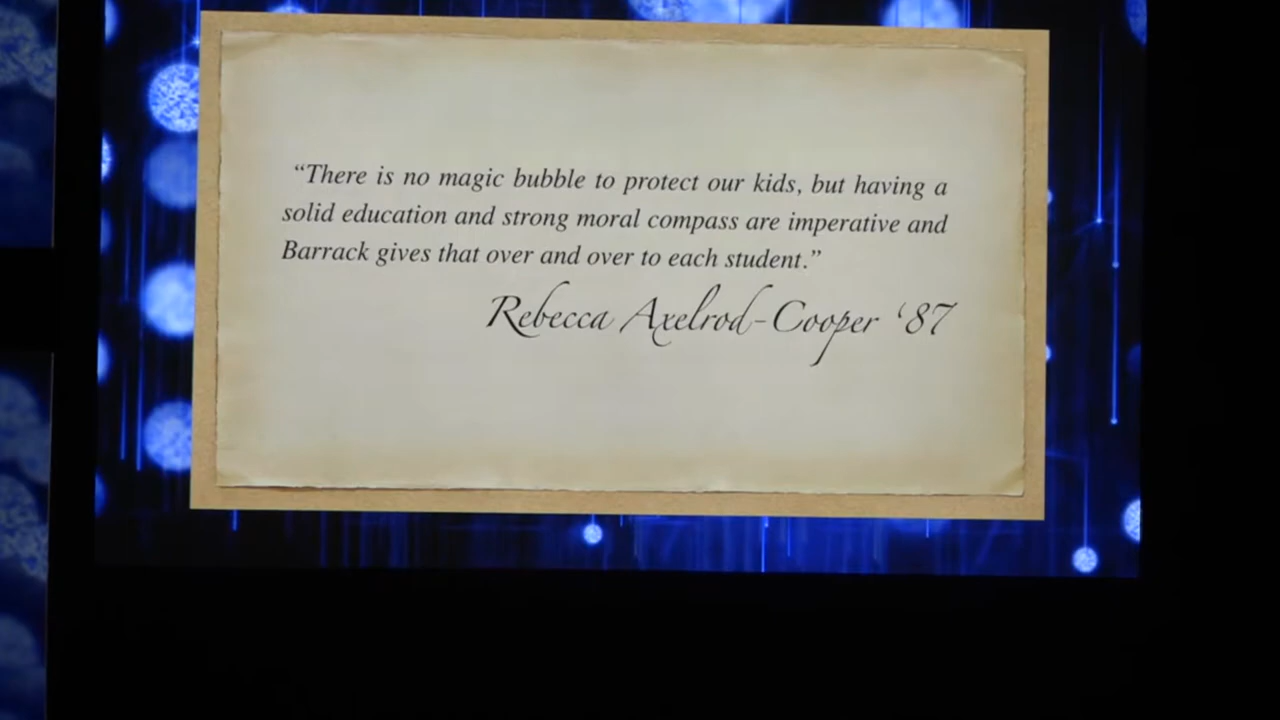 “There is no magic bubble to protect our kids, but having a
solid education and strong moral compass are imperative and
Barrack gives that over and over to each student.”
Rebecca Axelrod-Cooper ‘87